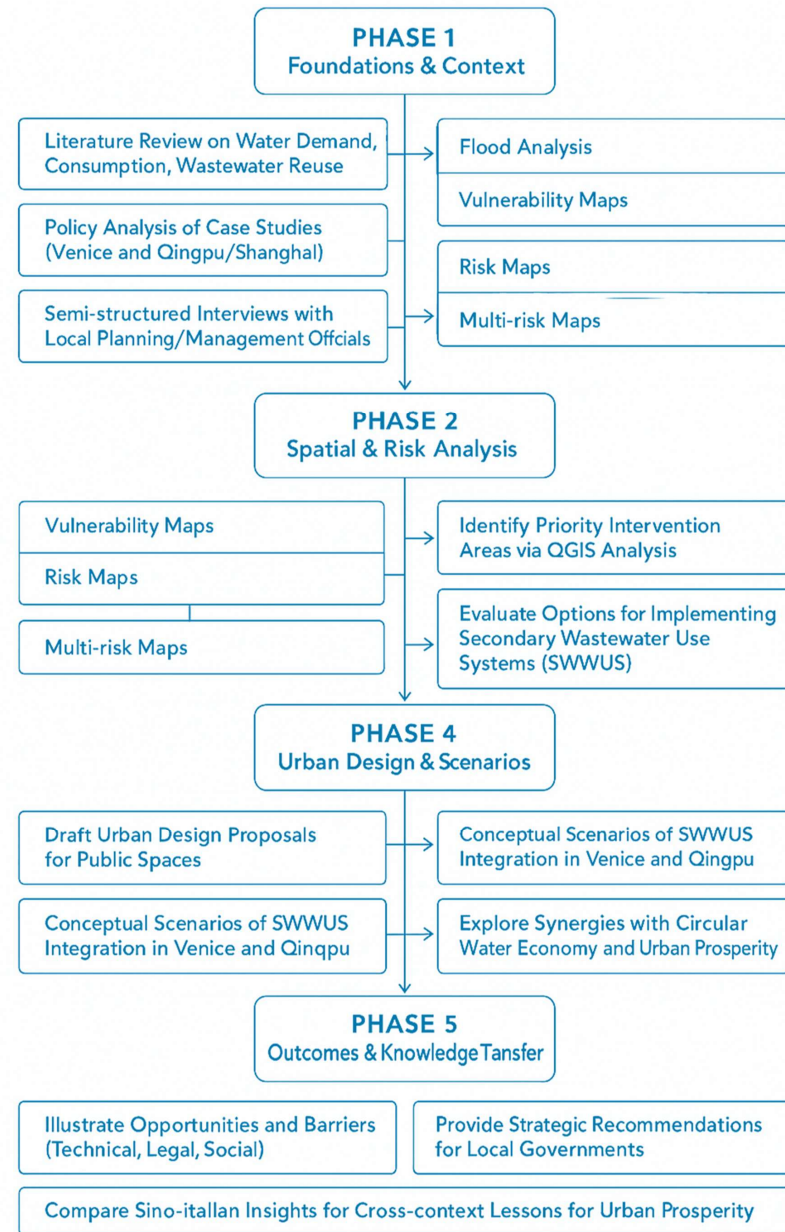 PHASE 1
Foundations & Context
Literature Review on Water Demand,
Consumption, Wastewater Reuse
Flood Analysis
Vulnerability Maps
Policy Analysis of Case Studies
(Venice and Qingpu/Shanghal)
Risk Maps
Semi-structured Interviews with
Local Planning/Management Offcials
Multi-risk Maps
PHASE 2
Spatial & Risk Analysis
Vulnerability Maps
Risk Maps
Multi-risk Maps
Identify Priority Intervention
Areas via QGIS Analysis
Evaluate Options for Implementing
Secondary Wastewater Use
Systems (SWWUS)
PHASE 4
Urban Design & Scenarios
Draft Urban Design Proposals
for Public Spaces
Conceptual Scenarios of SWWUS
Integration in Venice and Qingpu
Conceptual Scenarios of SWWUS
Integration in Venice and Qinqpu
Explore Synergies with Circular
Water Economy and Urban Prosperity
PHASE 5
Outcomes & Knowledge Tansfer
Illustrate Opportunities and Barriers
(Technical, Legal, Social)
Provide Strategic Recommendations
for Local Governments
Compare Sino-itallan Insights for Cross-context Lessons for Urban Prosperity